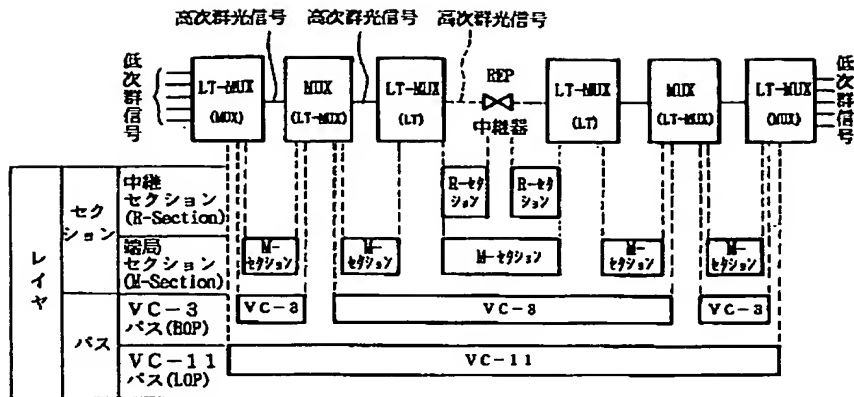 高次群光信号 高次群光信号 高次群光信号
低次群信号
LT-MUX
(MUX)
MUX
(LT-MUX)
LT-MUX
(LT)
REP
中継器
LT-MUX
(LT)
MUX
(LT-MUX)
LT-MUX
(MUX)
低次群信号
レイヤ
セクション
中継
セクション
(R-Section)
R-セク
ション
R-セク
ション
端局
セクション
(M-Section)
M-
セクション
M-
セクション
M-セクション
M-
セクション
M-
セクション
パス
VC-3
パス(HOP)
VC-3
VC-3
VC-3
VC-11
パス(LOP)
VC-11